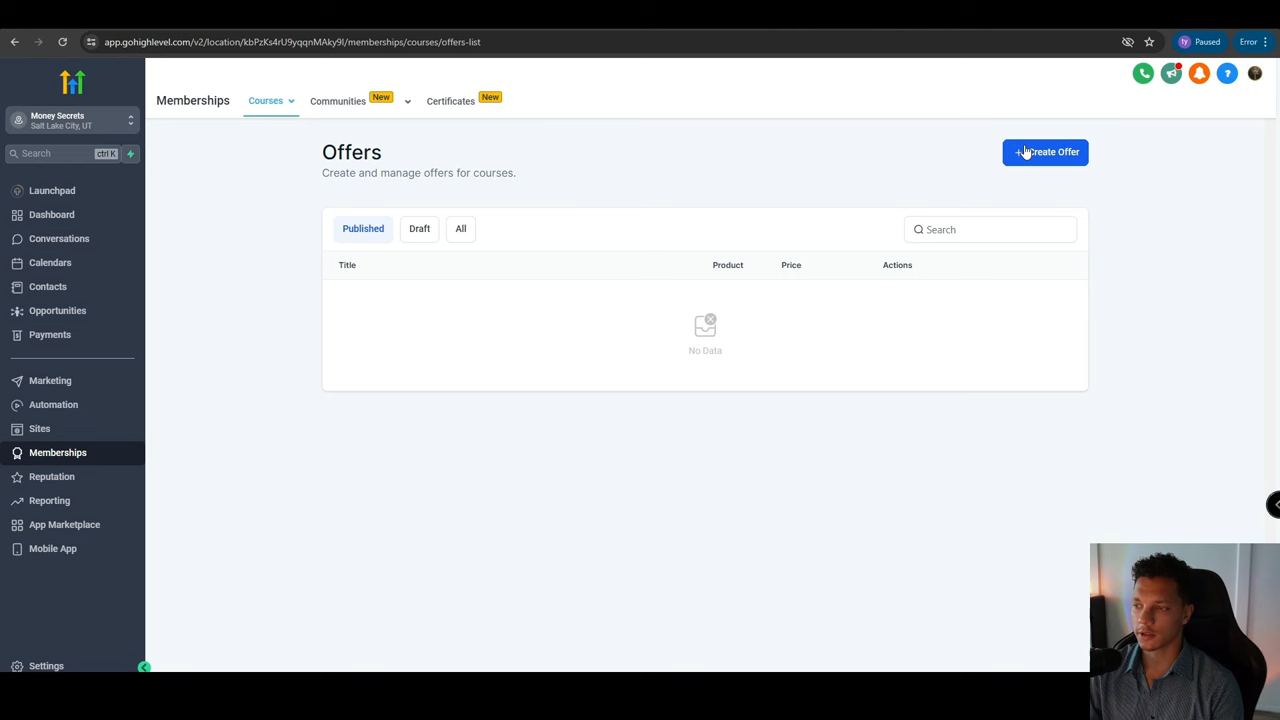 app.gohighlevel.com/v2/location/kbPzKs4rU9yqqnMAky9l/memberships/courses/offers-list
ty
Paused
Error
Money Secrets
Salt Lake City, UT
Search
ctrl K
Launchpad
Dashboard
Conversations
Calendars
Contacts
Opportunities
Payments
Marketing
Automation
Sites
Memberships
Reputation
Reporting
App Marketplace
Mobile App
Settings
Memberships
Courses
Communities
New
Certificates
New
Offers
Create and manage offers for courses.
+ Create Offer
Published
Draft
All
Search
Title
Product
Price
Actions
No Data